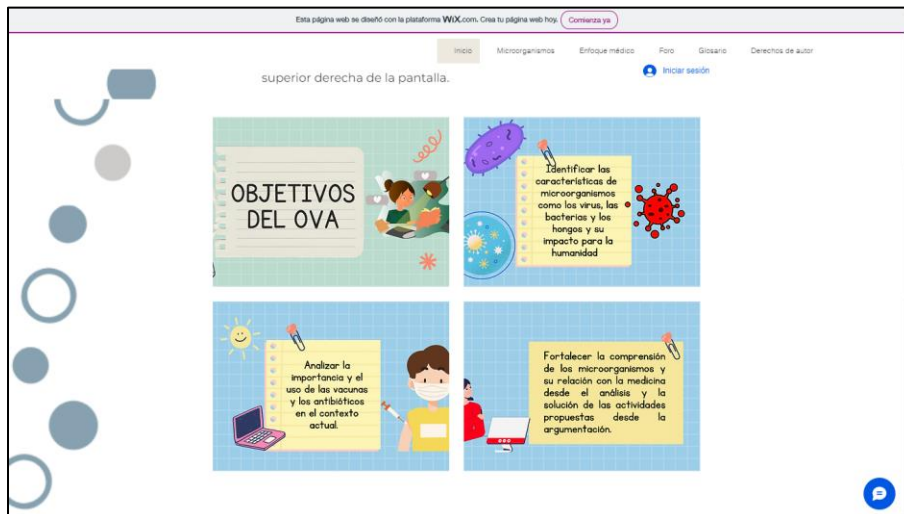 Esta página web se diseñó con la plataforma WiX.com. Crea tu página web hoy. Comienza ya
Inicio Microorganismos Enfoque médico Foro Glosario Derechos de autor
Iniciar sesión
superior derecha de la pantalla.
OBJETIVOS
DEL OVA
Identificar las
características de
microorganismos
como los virus, las
bacterias y los
hongos y su
impacto para la
humanidad
Analizar la
importancia y el
uso de las vacunas
y los antibióticos
en el contexto
actual.
Fortalecer la comprensión
de los microorganismos y
su relación con la medicina
desde el análisis y la
solución de las actividades
propuestas desde la
argumentación.